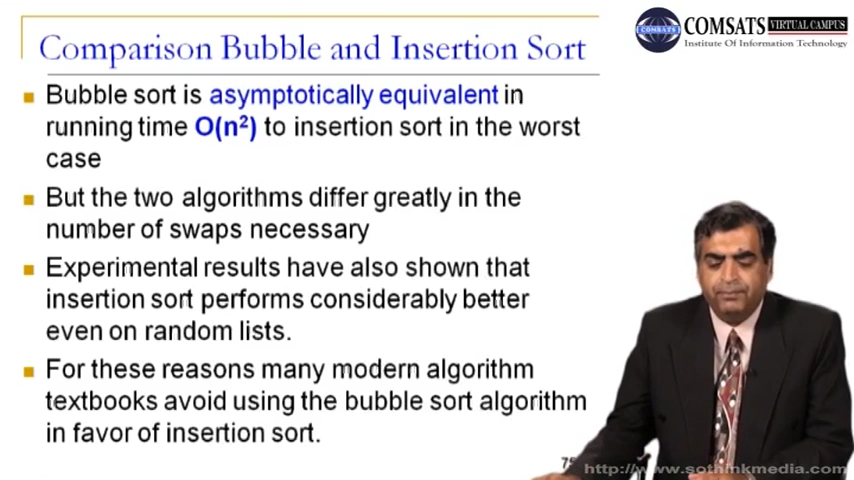 Comparison Bubble and Insertion Sort
COMSATS VIRTUAL CAMPUS
Institute Of Information Technology
COMSATS
Bubble sort is asymptotically equivalent in
running time O(n²) to insertion sort in the worst
case
But the two algorithms differ greatly in the
number of swaps necessary
Experimental results have also shown that
insertion sort performs considerably better
even on random lists.
For these reasons many modern algorithm
textbooks avoid using the bubble sort algorithm
in favor of insertion sort.
http://www.sothinkmedia.com